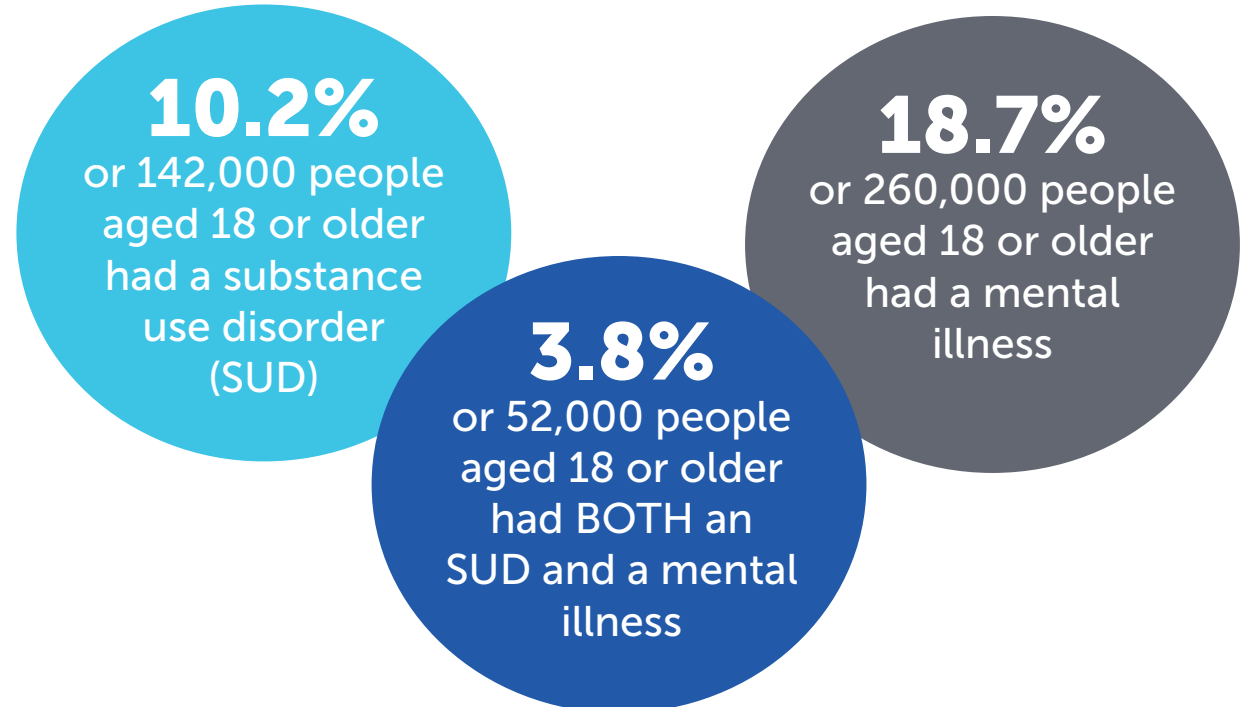 10.2%
or 142,000 people
aged 18 or older
had a substance
use disorder
(SUD)
3.8%
or 52,000 people
aged 18 or older
had BOTH an
SUD and a mental
illness
18.7%
or 260,000 people
aged 18 or older
had a mental
illness